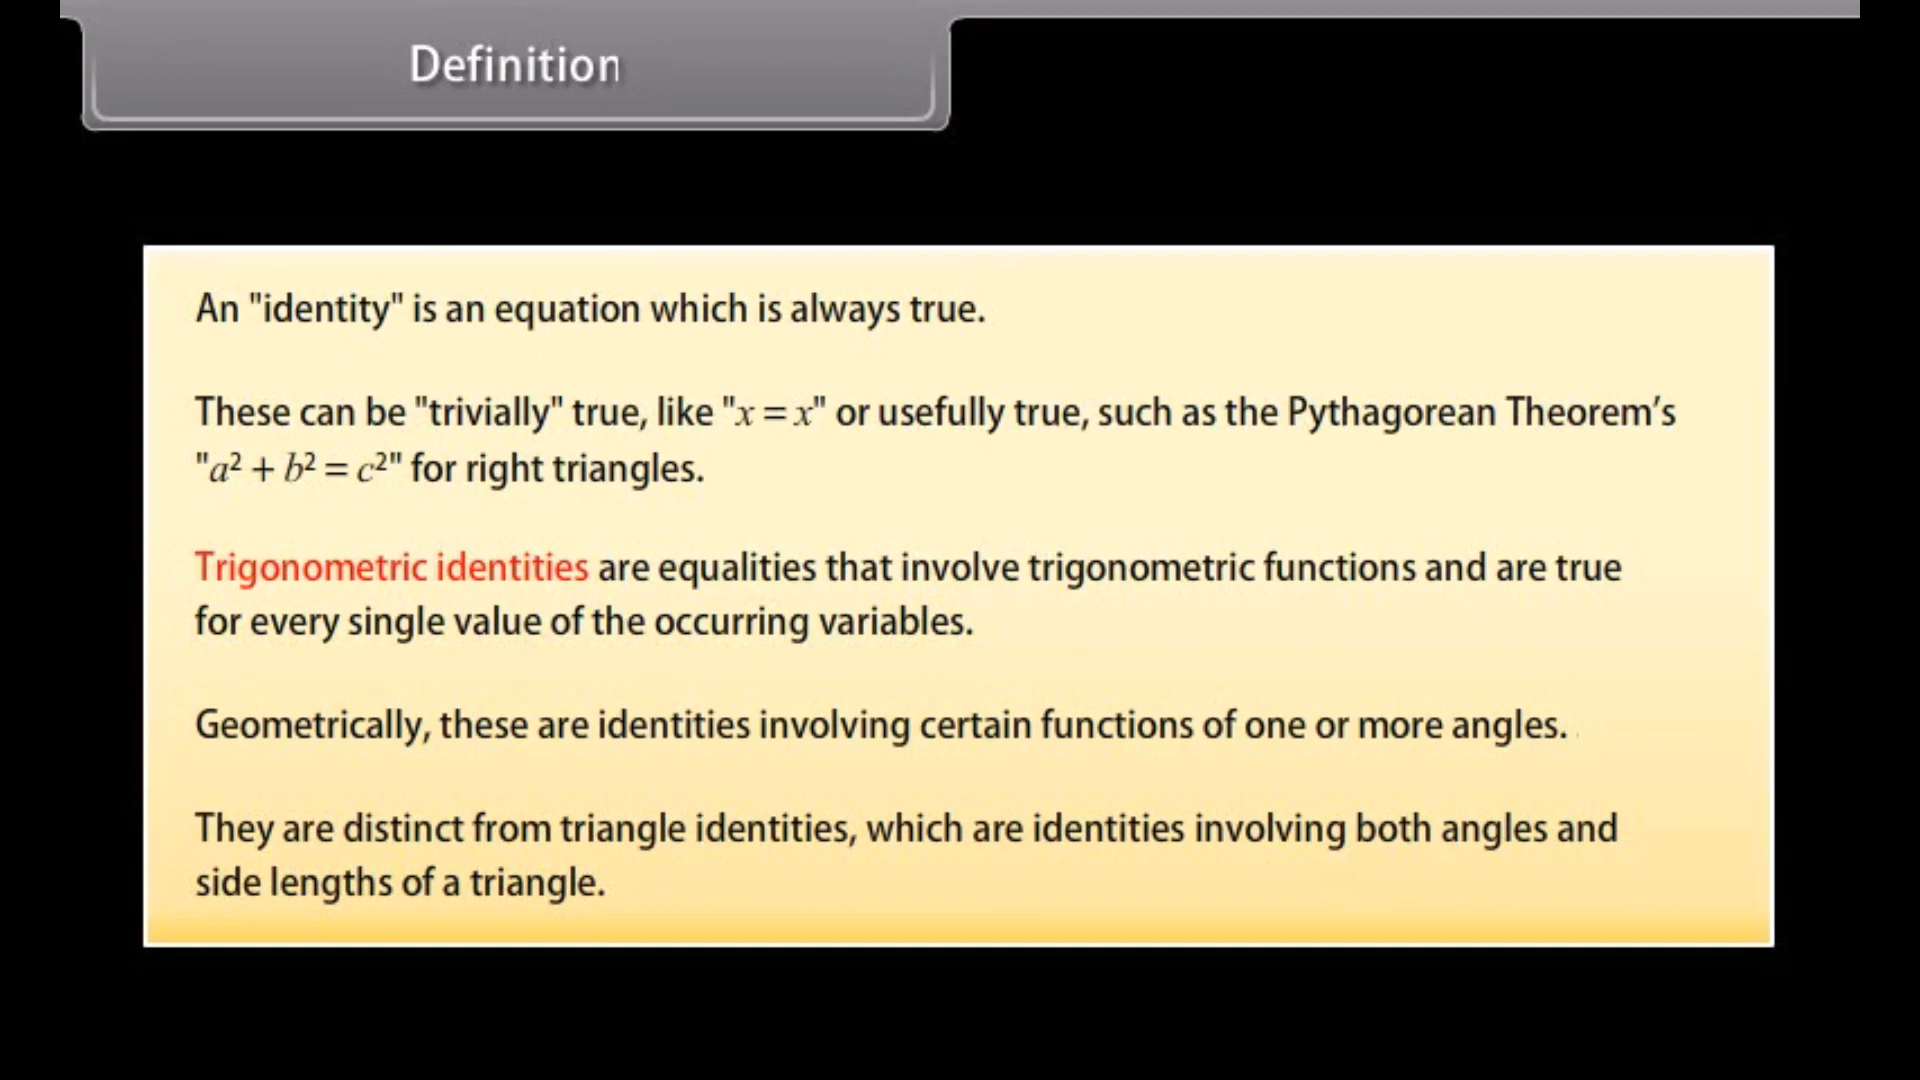 Definition
An "identity" is an equation which is always true.
These can be "trivially" true, like "x = x" or usefully true, such as the Pythagorean Theorem’s
"a² + b² = c²" for right triangles.
Trigonometric identities are equalities that involve trigonometric functions and are true
for every single value of the occurring variables.
Geometrically, these are identities involving certain functions of one or more angles.
They are distinct from triangle identities, which are identities involving both angles and
side lengths of a triangle.